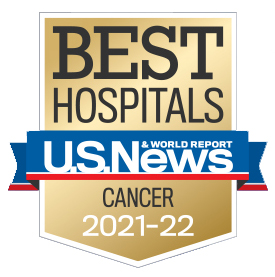 BEST
HOSPITALS
& WORLD REPORT
U.S.News
CANCER
2021-22